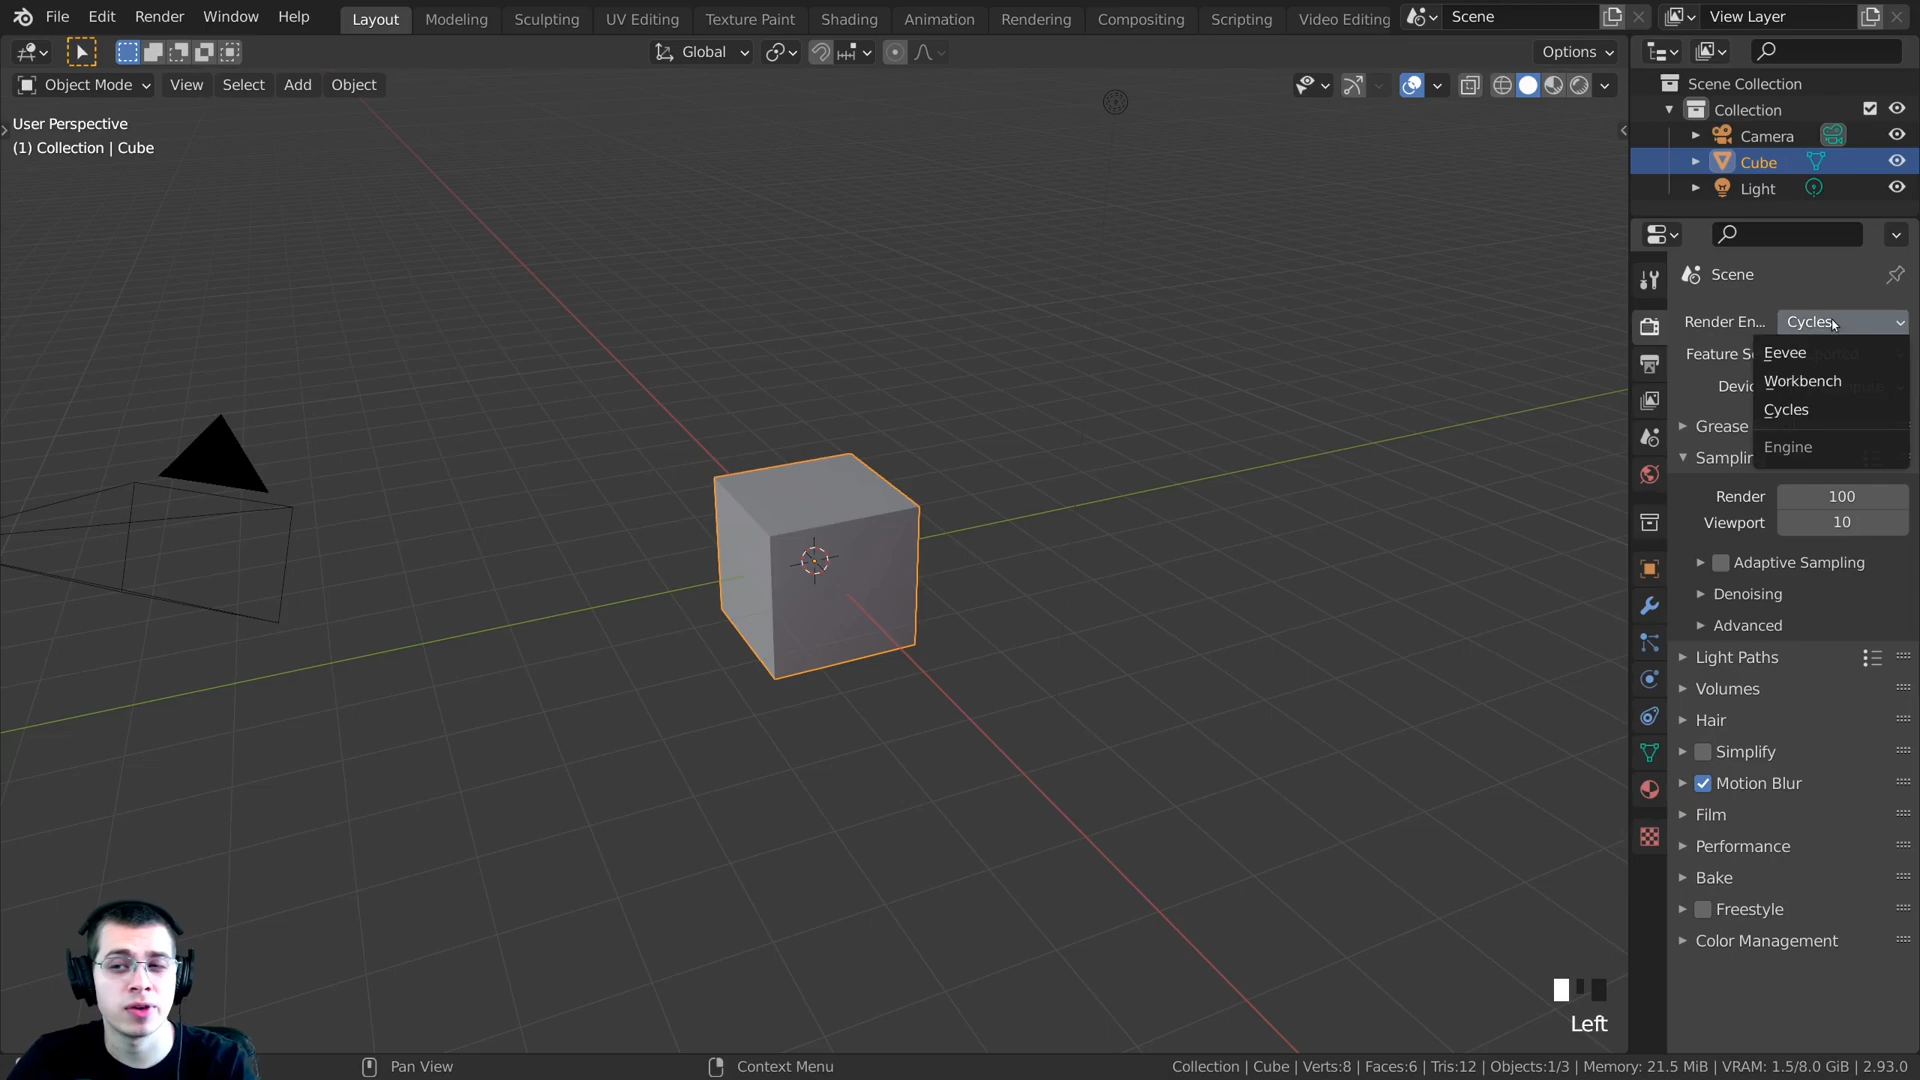 File Edit Render Window Help Layout Modeling Sculpting UV Editing Texture Paint Shading Animation Rendering Compositing Scripting Video Editing Scene View Layer
Global Options
Object Mode View Select Add Object
User Perspective
(1) Collection | Cube
Scene Collection
Collection
Camera
Cube
Light
Scene
Render En... Cycles
Eevee
Feature S
Workbench
Devic
Cycles
Grease
Engine
Samplin
Render 100
Viewport 10
Adaptive Sampling
Denoising
Advanced
Light Paths
Volumes
Hair
Simplify
Motion Blur
Film
Performance
Bake
Freestyle
Color Management
Left
Pan View Context Menu Collection | Cube | Verts:8 | Faces:6 | Tris:12 | Objects:1/3 | Memory: 21.5 MiB | VRAM: 1.5/8.0 GiB | 2.93.0